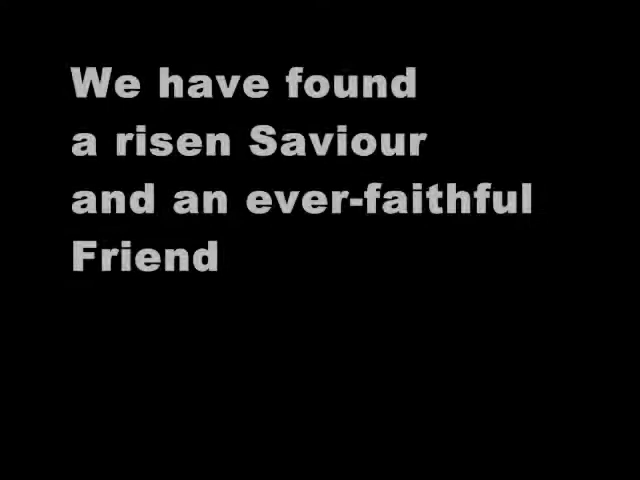 We have found
a risen Saviour
and an ever-faithful
Friend